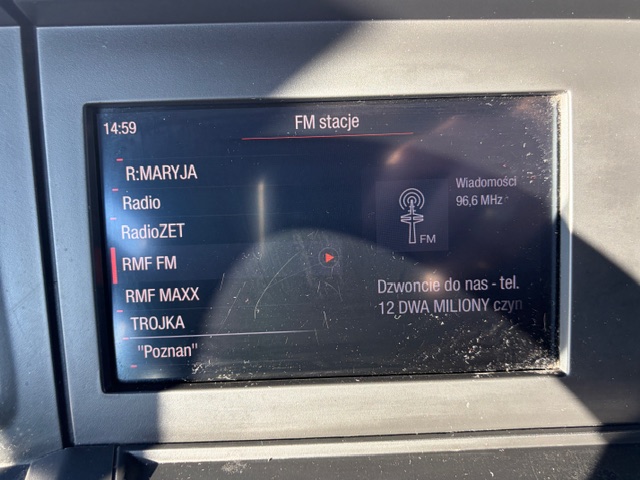 14:59
FM stacje
R:MARYJA
Radio
RadioZET
RMF FM
RMF MAXX
TROJKA
"Poznan"
Wiadomości
96,6 MHz
FM
Dzwoncie do nas - tel.
12 DWA MILIONY czyn